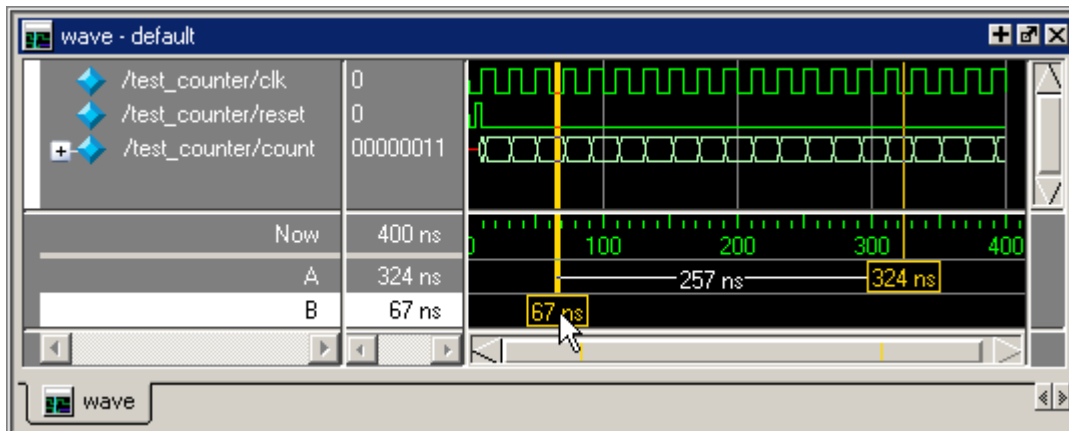 wave - default
/test_counter/clk 0
/test_counter/reset 0
/test_counter/count 00000011
Now 400 ns 0 100 200 300 400
A 324 ns 257 ns 324 ns
B 67 ns 67 ns
wave